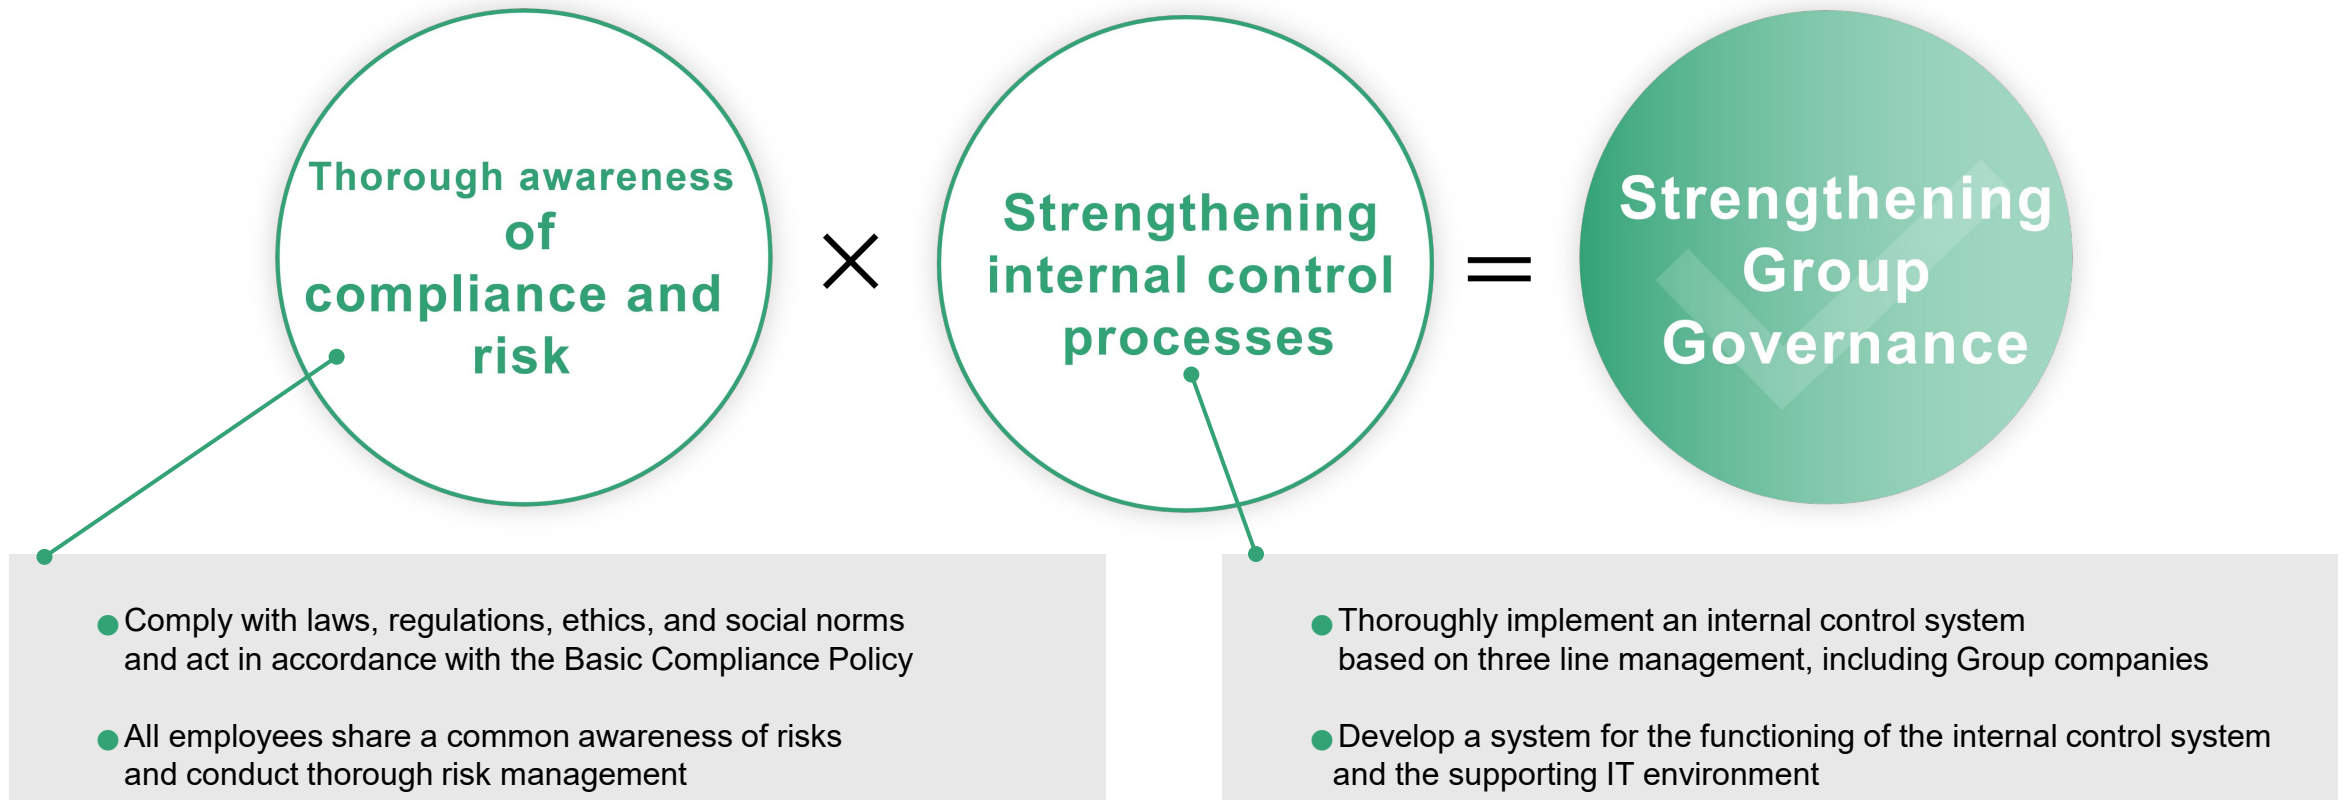 Thorough awareness
of
compliance and
risk
×
Strengthening
internal control
processes
=
Strengthening
Group
Governance
● Comply with laws, regulations, ethics, and social norms
and act in accordance with the Basic Compliance Policy
● All employees share a common awareness of risks
and conduct thorough risk management
● Thoroughly implement an internal control system
based on three line management, including Group companies
● Develop a system for the functioning of the internal control system
and the supporting IT environment